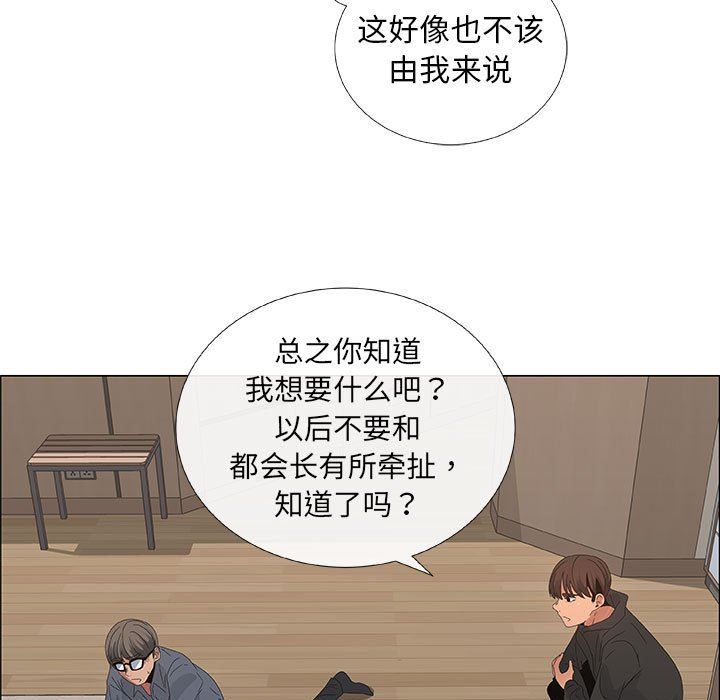 这好像也不该
由我来说
总之你知道
我想要什么吧？
以后不要和
都会长有所牵扯，
知道了吗？